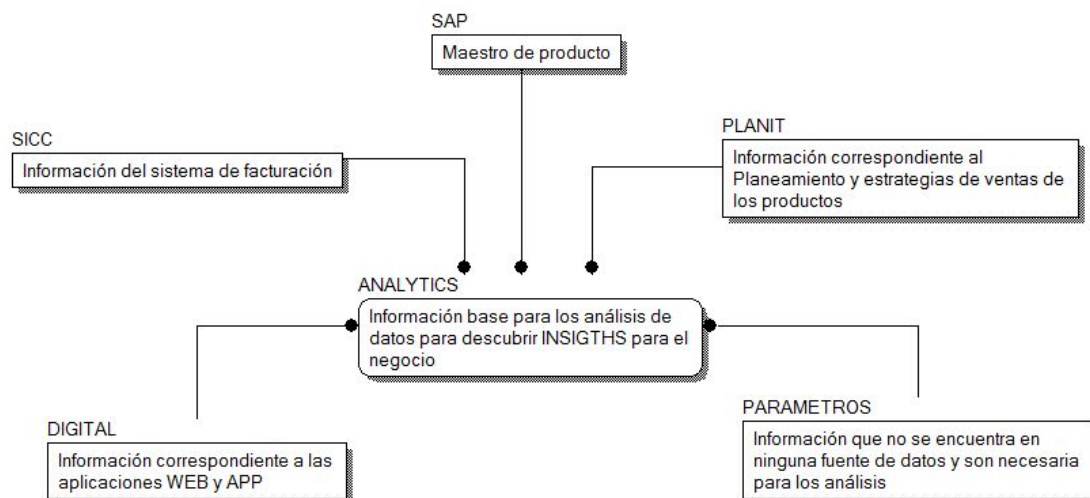 SAP
Maestro de producto
SICC
Información del sistema de facturación
PLANIT
Información correspondiente al
Planeamiento y estrategias de ventas de
los productos
ANALYTICS
Información base para los análisis de
datos para descubrir INSIGTHS para el
negocio
DIGITAL
Información correspondiente a las
aplicaciones WEB y APP
PARAMETROS
Información que no se encuentra en
ninguna fuente de datos y son necesaria
para los análisis